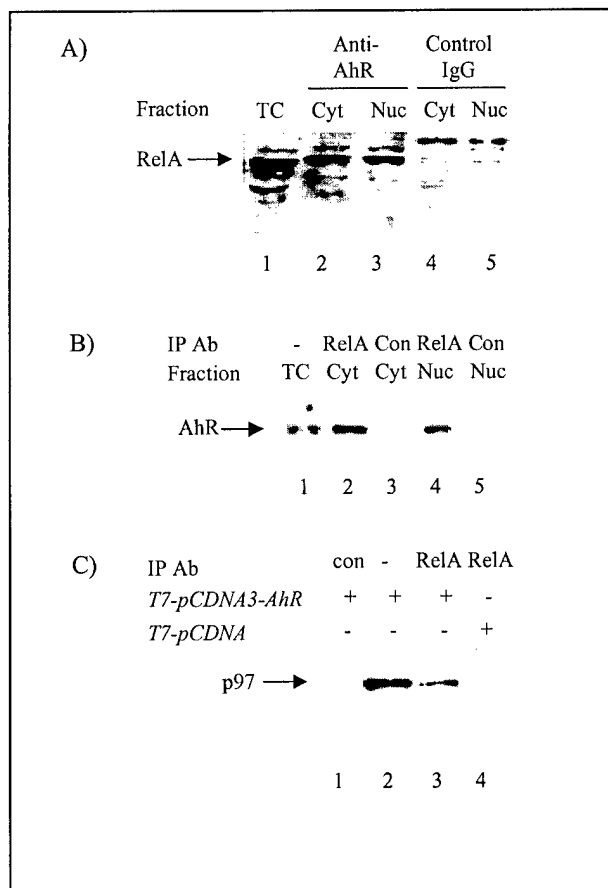 A)
Anti-
AhR
Control
IgG
Fraction TC Cyt Nuc Cyt Nuc
RelA
1 2 3 4 5
B)
IP Ab - RelA Con RelA Con
Fraction TC Cyt Cyt Nuc Nuc
AhR
1 2 3 4 5
C)
IP Ab con - RelA RelA
T7-pCDNA3-AhR + + + -
T7-pCDNA - - - +
p97
1 2 3 4